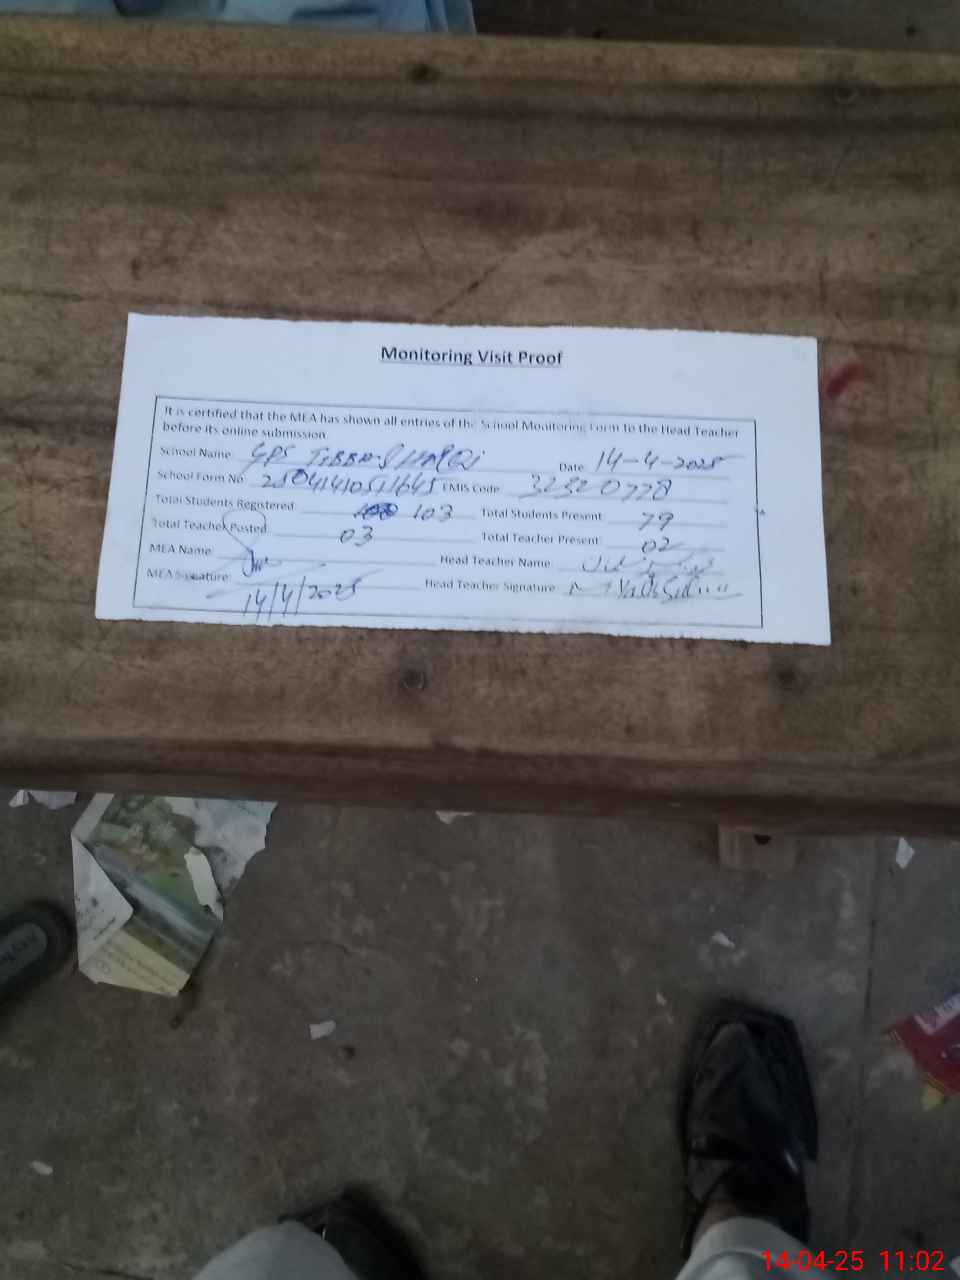 Monitoring Visit Proof
It is certified that the MEA has shown all entries of the School Monitoring Form to the Head Teacher
before its online submission
School Name: GPS TIBBA SHARQI Date 14-4-2025
School Form No 25041410511645 EMIS Code: 32320778
Total Students Registered: 103 Total Students Present: 79
Total Teacher Posted: 03 Total Teacher Present: 02
MEA Name: Head Teacher Name:
MEA Signature: 14/4/2025 Head Teacher Signature
14-04-25 11:02